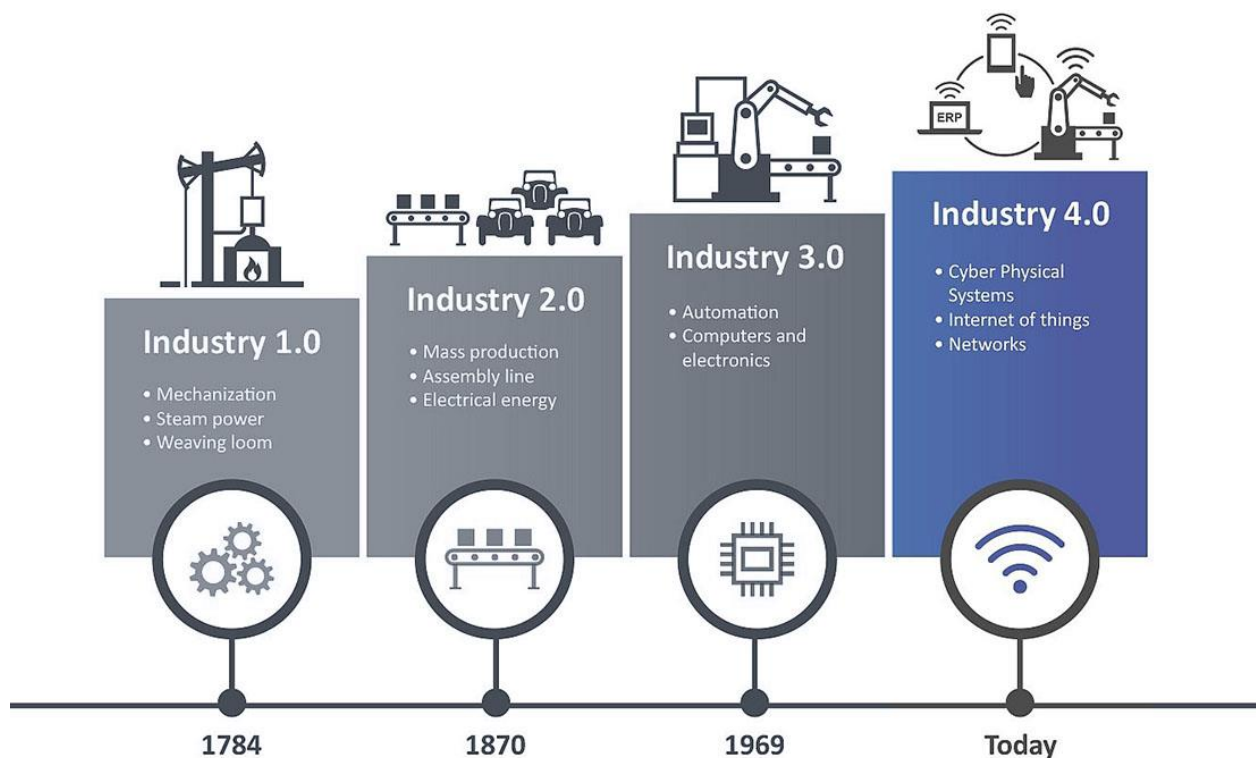 ERP
Industry 1.0
• Mechanization
• Steam power
• Weaving loom
Industry 2.0
• Mass production
• Assembly line
• Electrical energy
Industry 3.0
• Automation
• Computers and
electronics
Industry 4.0
• Cyber Physical
Systems
• Internet of things
• Networks
1784
1870
1969
Today